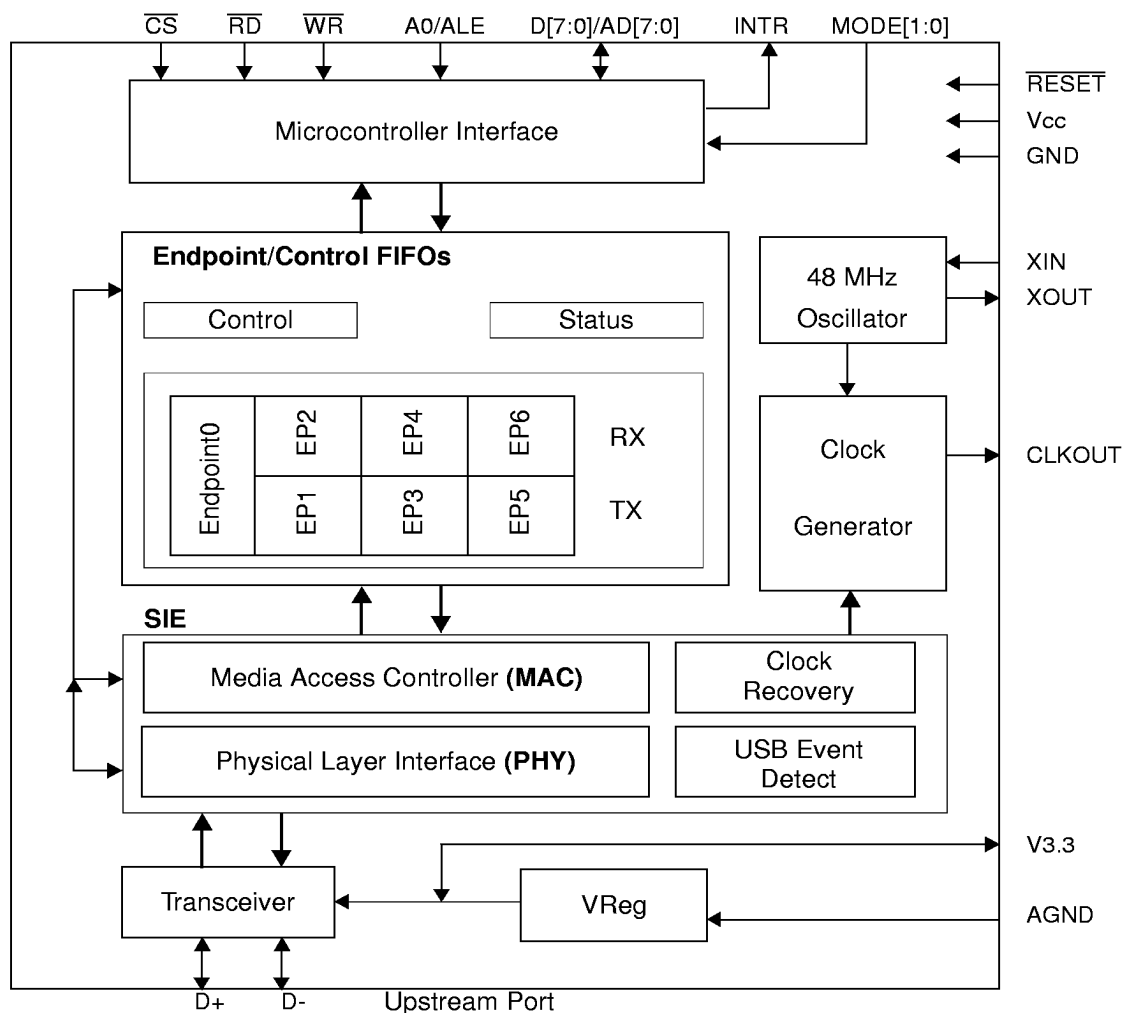 CS RD WR A0/ALE D[7:0]/AD[7:0] INTR MODE[1:0]
RESET
Vcc
GND
Microcontroller Interface
Endpoint/Control FIFOs
Control
Status
Endpoint0
EP2
EP4
EP6
RX
EP1
EP3
EP5
TX
48 MHz
Oscillator
XIN
XOUT
Clock
Generator
CLKOUT
SIE
Media Access Controller (MAC)
Clock
Recovery
Physical Layer Interface (PHY)
USB Event
Detect
Transceiver
VReg
V3.3
AGND
D+ D- Upstream Port